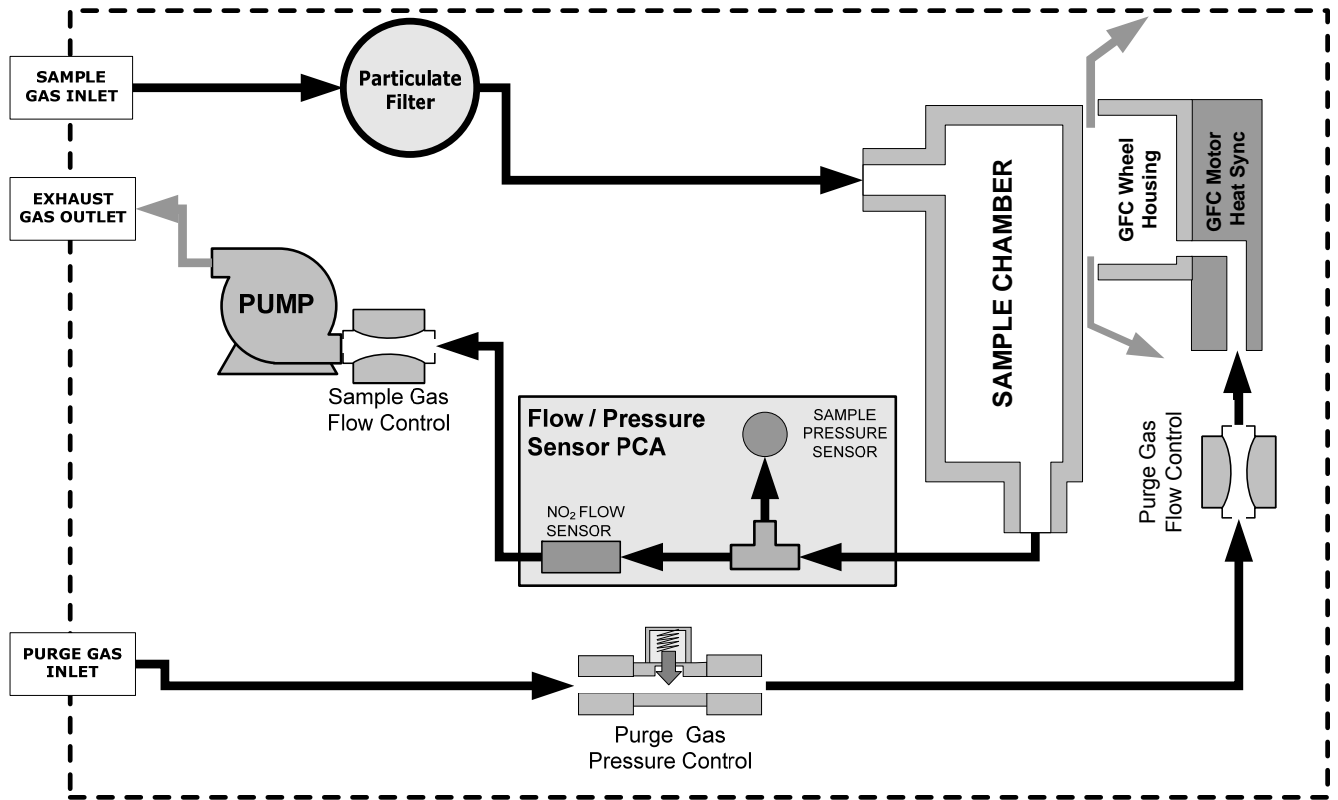 SAMPLE
GAS INLET
Particulate
Filter
EXHAUST
GAS OUTLET
PUMP
Sample Gas
Flow Control
Flow / Pressure
Sensor PCA
SAMPLE
PRESSURE
SENSOR
NO₂ FLOW
SENSOR
SAMPLE CHAMBER
GFC Wheel
Housing
GFC Motor
Heat Sync
Purge Gas
Flow Control
PURGE GAS
INLET
Purge Gas
Pressure Control